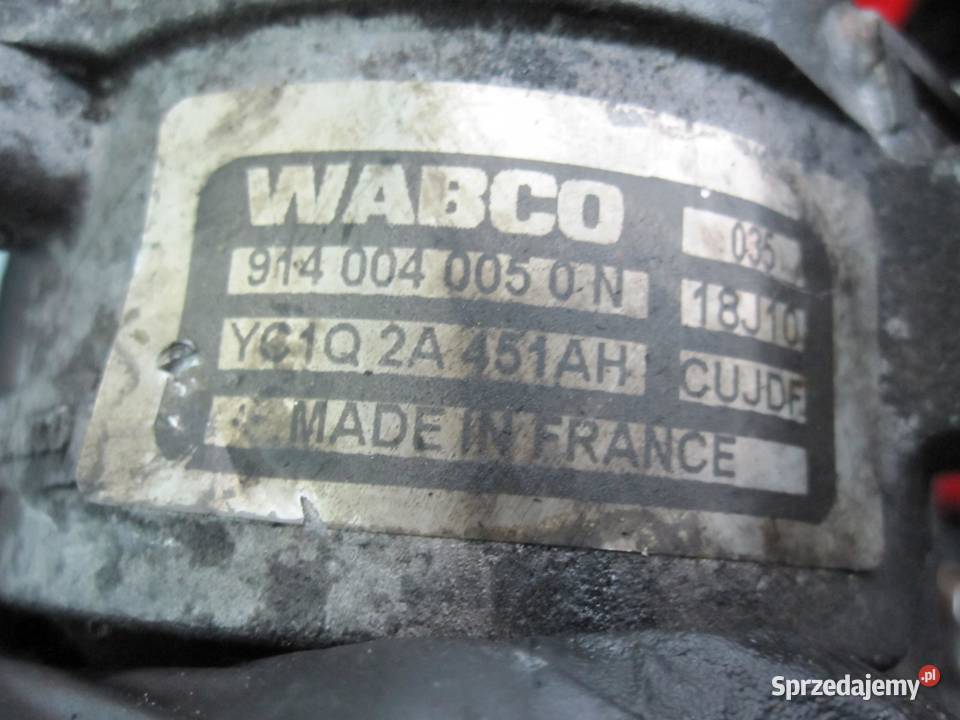 WABCO
035
914 004 005 0 N
18J10
YC1Q 2A 451AH
CUJDF
MADE IN FRANCE
Sprzedajemy.pl